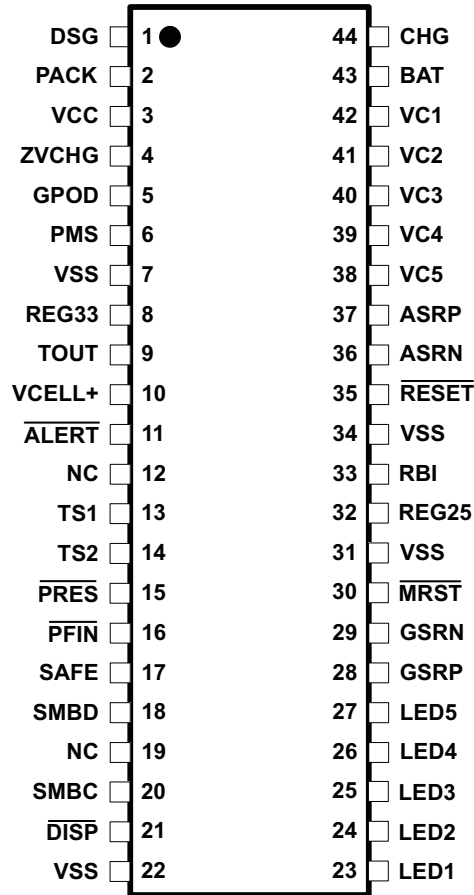 DSG 1 44 CHG
PACK 2 43 BAT
VCC 3 42 VC1
ZVCHG 4 41 VC2
GPOD 5 40 VC3
PMS 6 39 VC4
VSS 7 38 VC5
REG33 8 37 ASRP
TOUT 9 36 ASRN
VCELL+ 10 35 RESET
ALERT 11 34 VSS
NC 12 33 RBI
TS1 13 32 REG25
TS2 14 31 VSS
PRES 15 30 MRST
PFIN 16 29 GSRN
SAFE 17 28 GSRP
SMBD 18 27 LED5
NC 19 26 LED4
SMBC 20 25 LED3
DISP 21 24 LED2
VSS 22 23 LED1